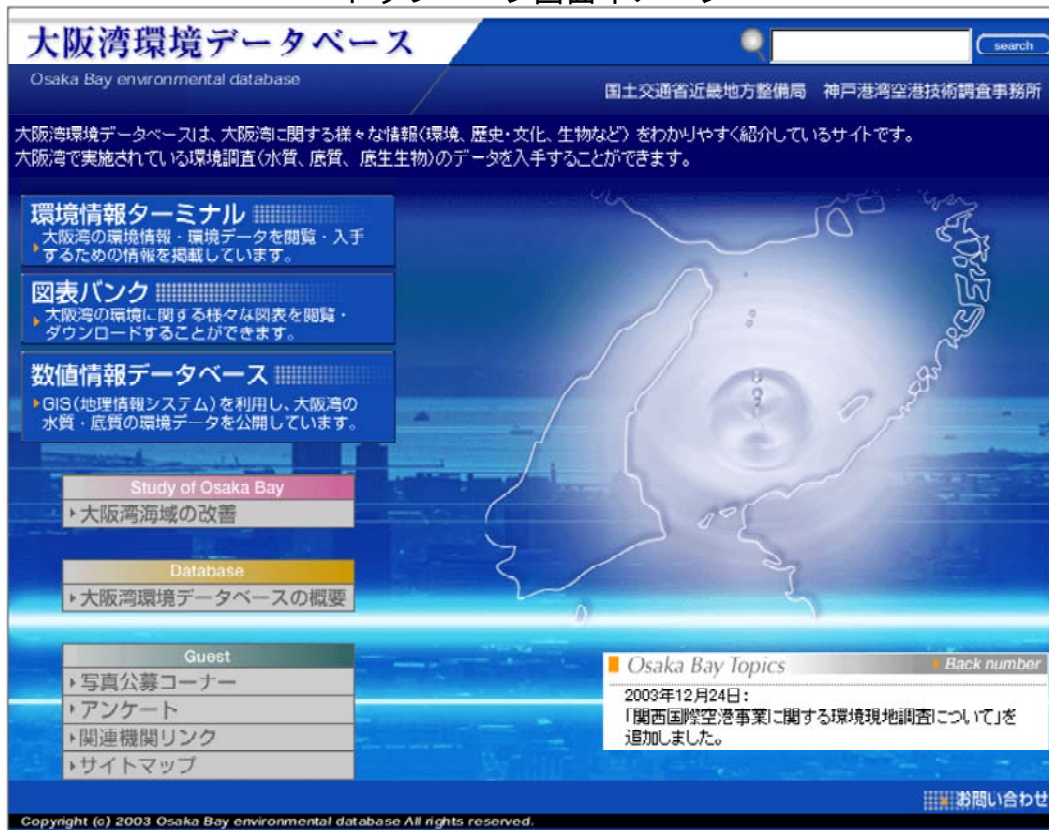 大阪湾環境データベース
search
Osaka Bay environmental database
国土交通省近畿地方整備局 神戸港湾空港技術調査事務所
大阪湾環境データベースは、大阪湾に関する様々な情報(環境、歴史・文化、生物など) をわかりやすく紹介しているサイトです。
大阪湾で実施されている環境調査(水質、底質、底生生物)のデータを入手することができます。
環境情報ターミナル
大阪湾の環境情報・環境データを閲覧・入手
するための情報を掲載しています。
図表バンク
大阪湾の環境に関する様々な図表を閲覧・
ダウンロードすることができます。
数値情報データベース
GIS(地理情報システム)を利用し、大阪湾の
水質・底質の環境データを公開しています。
Study of Osaka Bay
大阪湾海域の改善
Database
大阪湾環境データベースの概要
Guest
写真公募コーナー
アンケート
関連機関リンク
サイトマップ
Osaka Bay Topics
Back number
2003年12月24日:
「関西国際空港事業に関する環境現地調査について」を
追加しました。
お問い合わせ
Copyright (c) 2003 Osaka Bay environmental database All rights reserved.